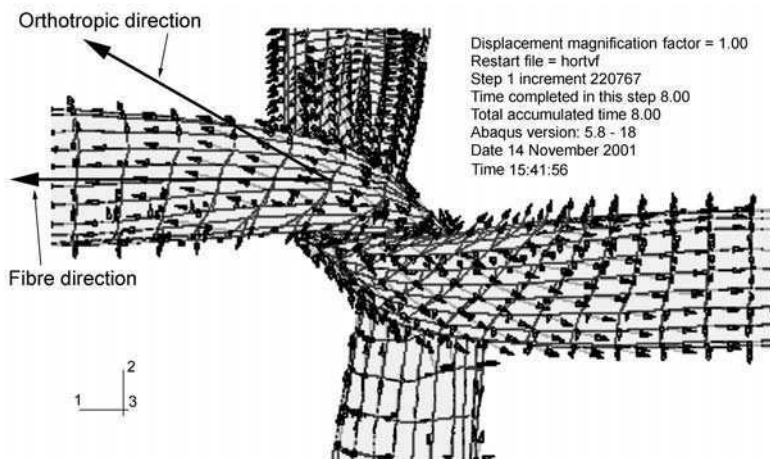 Orthotropic direction
Displacement magnification factor = 1.00
Restart file = hortvf
Step 1 increment 220767
Time completed in this step 8.00
Total accumulated time 8.00
Abaqus version: 5.8 - 18
Date 14 November 2001
Time 15:41:56
Fibre direction
2
1
3